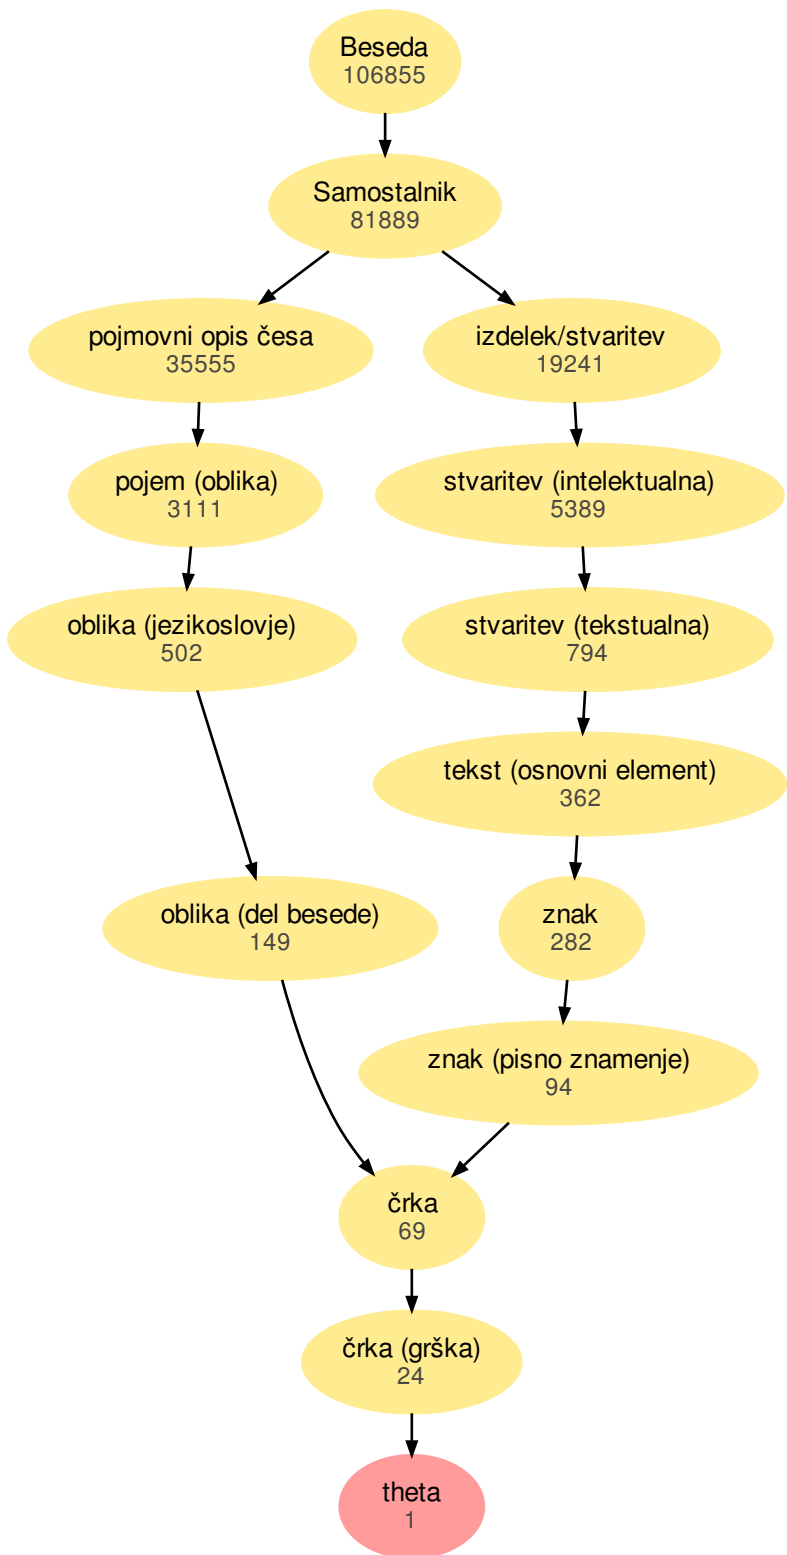 Beseda
106855
Samostalnik
81889
pojmovni opis česa
35555
izdelek/stvaritev
19241
pojem (oblika)
3111
stvaritev (intelektualna)
5389
oblika (jezikoslovje)
502
stvaritev (tekstualna)
794
tekst (osnovni element)
362
oblika (del besede)
149
znak
282
znak (pisno znamenje)
94
črka
69
črka (grška)
24
theta
1